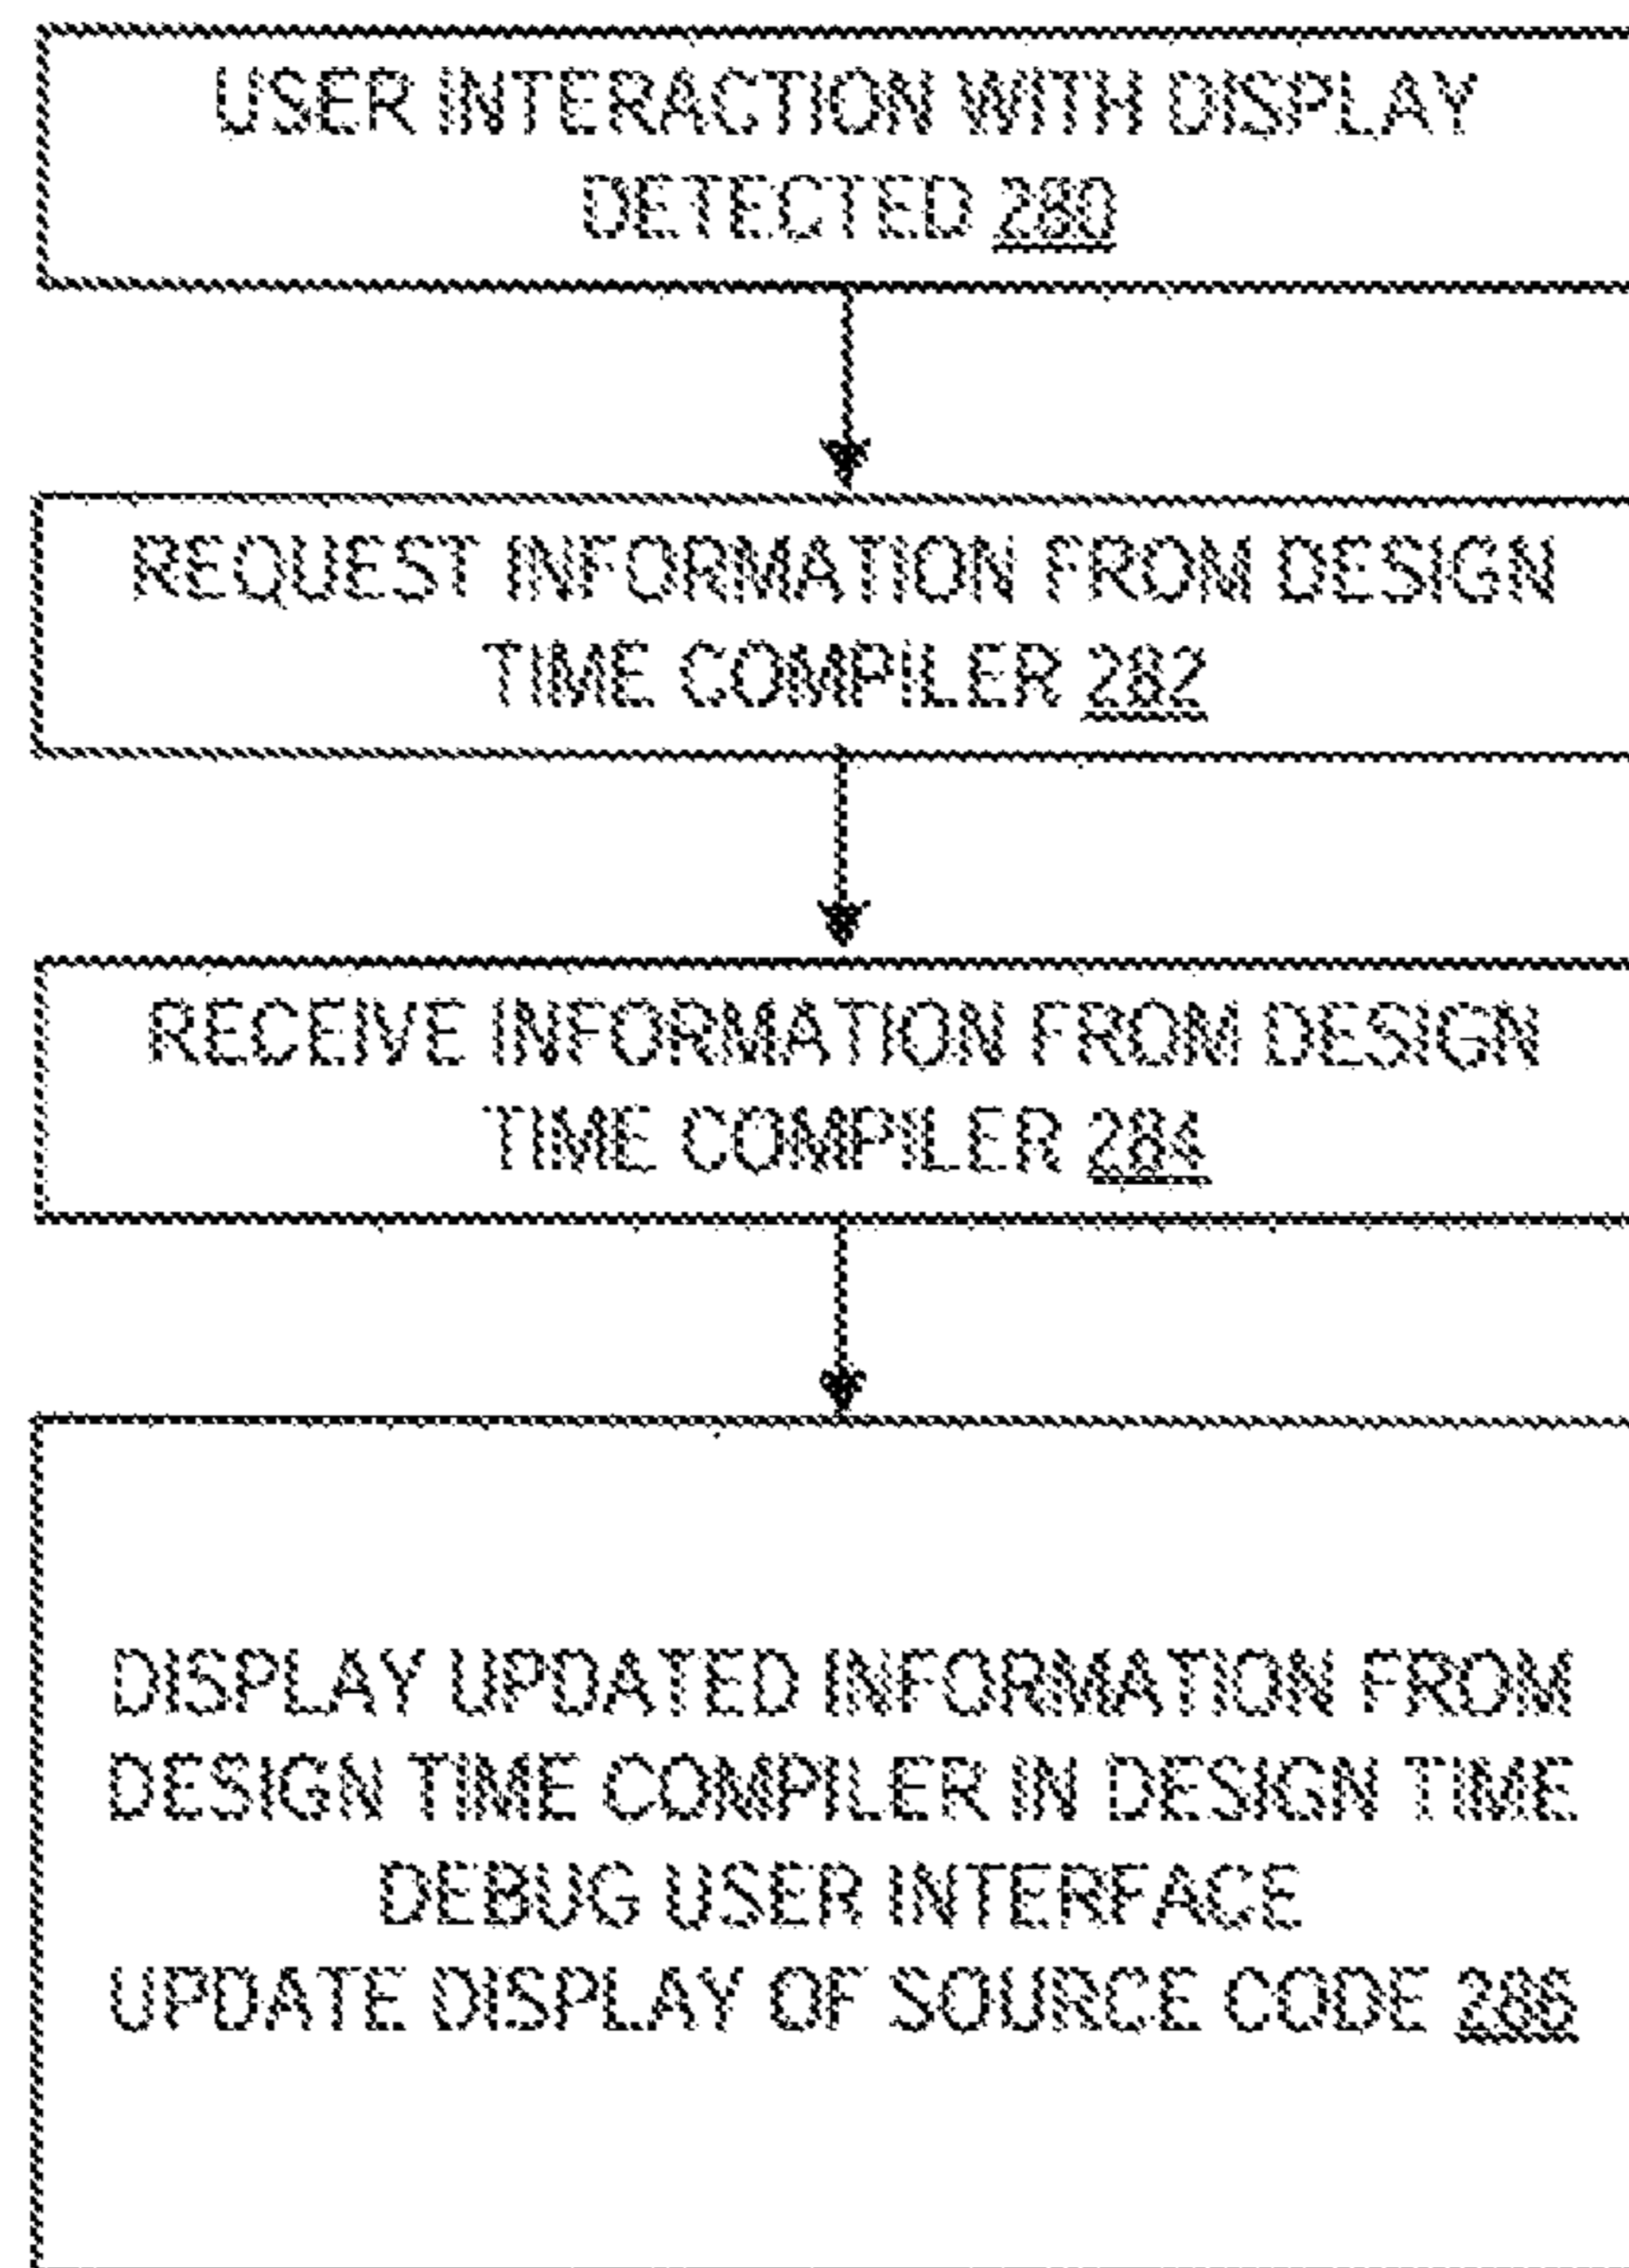 USER INTERACTION WITH DISPLAY
DETECTED 280
REQUEST INFORMATION FROM DESIGN
TIME COMPILER 282
RECEIVE INFORMATION FROM DESIGN
TIME COMPILER 284
DISPLAY UPDATED INFORMATION FROM
DESIGN TIME COMPILER IN DESIGN TIME
DEBUG USER INTERFACE
UPDATE DISPLAY OF SOURCE CODE 286